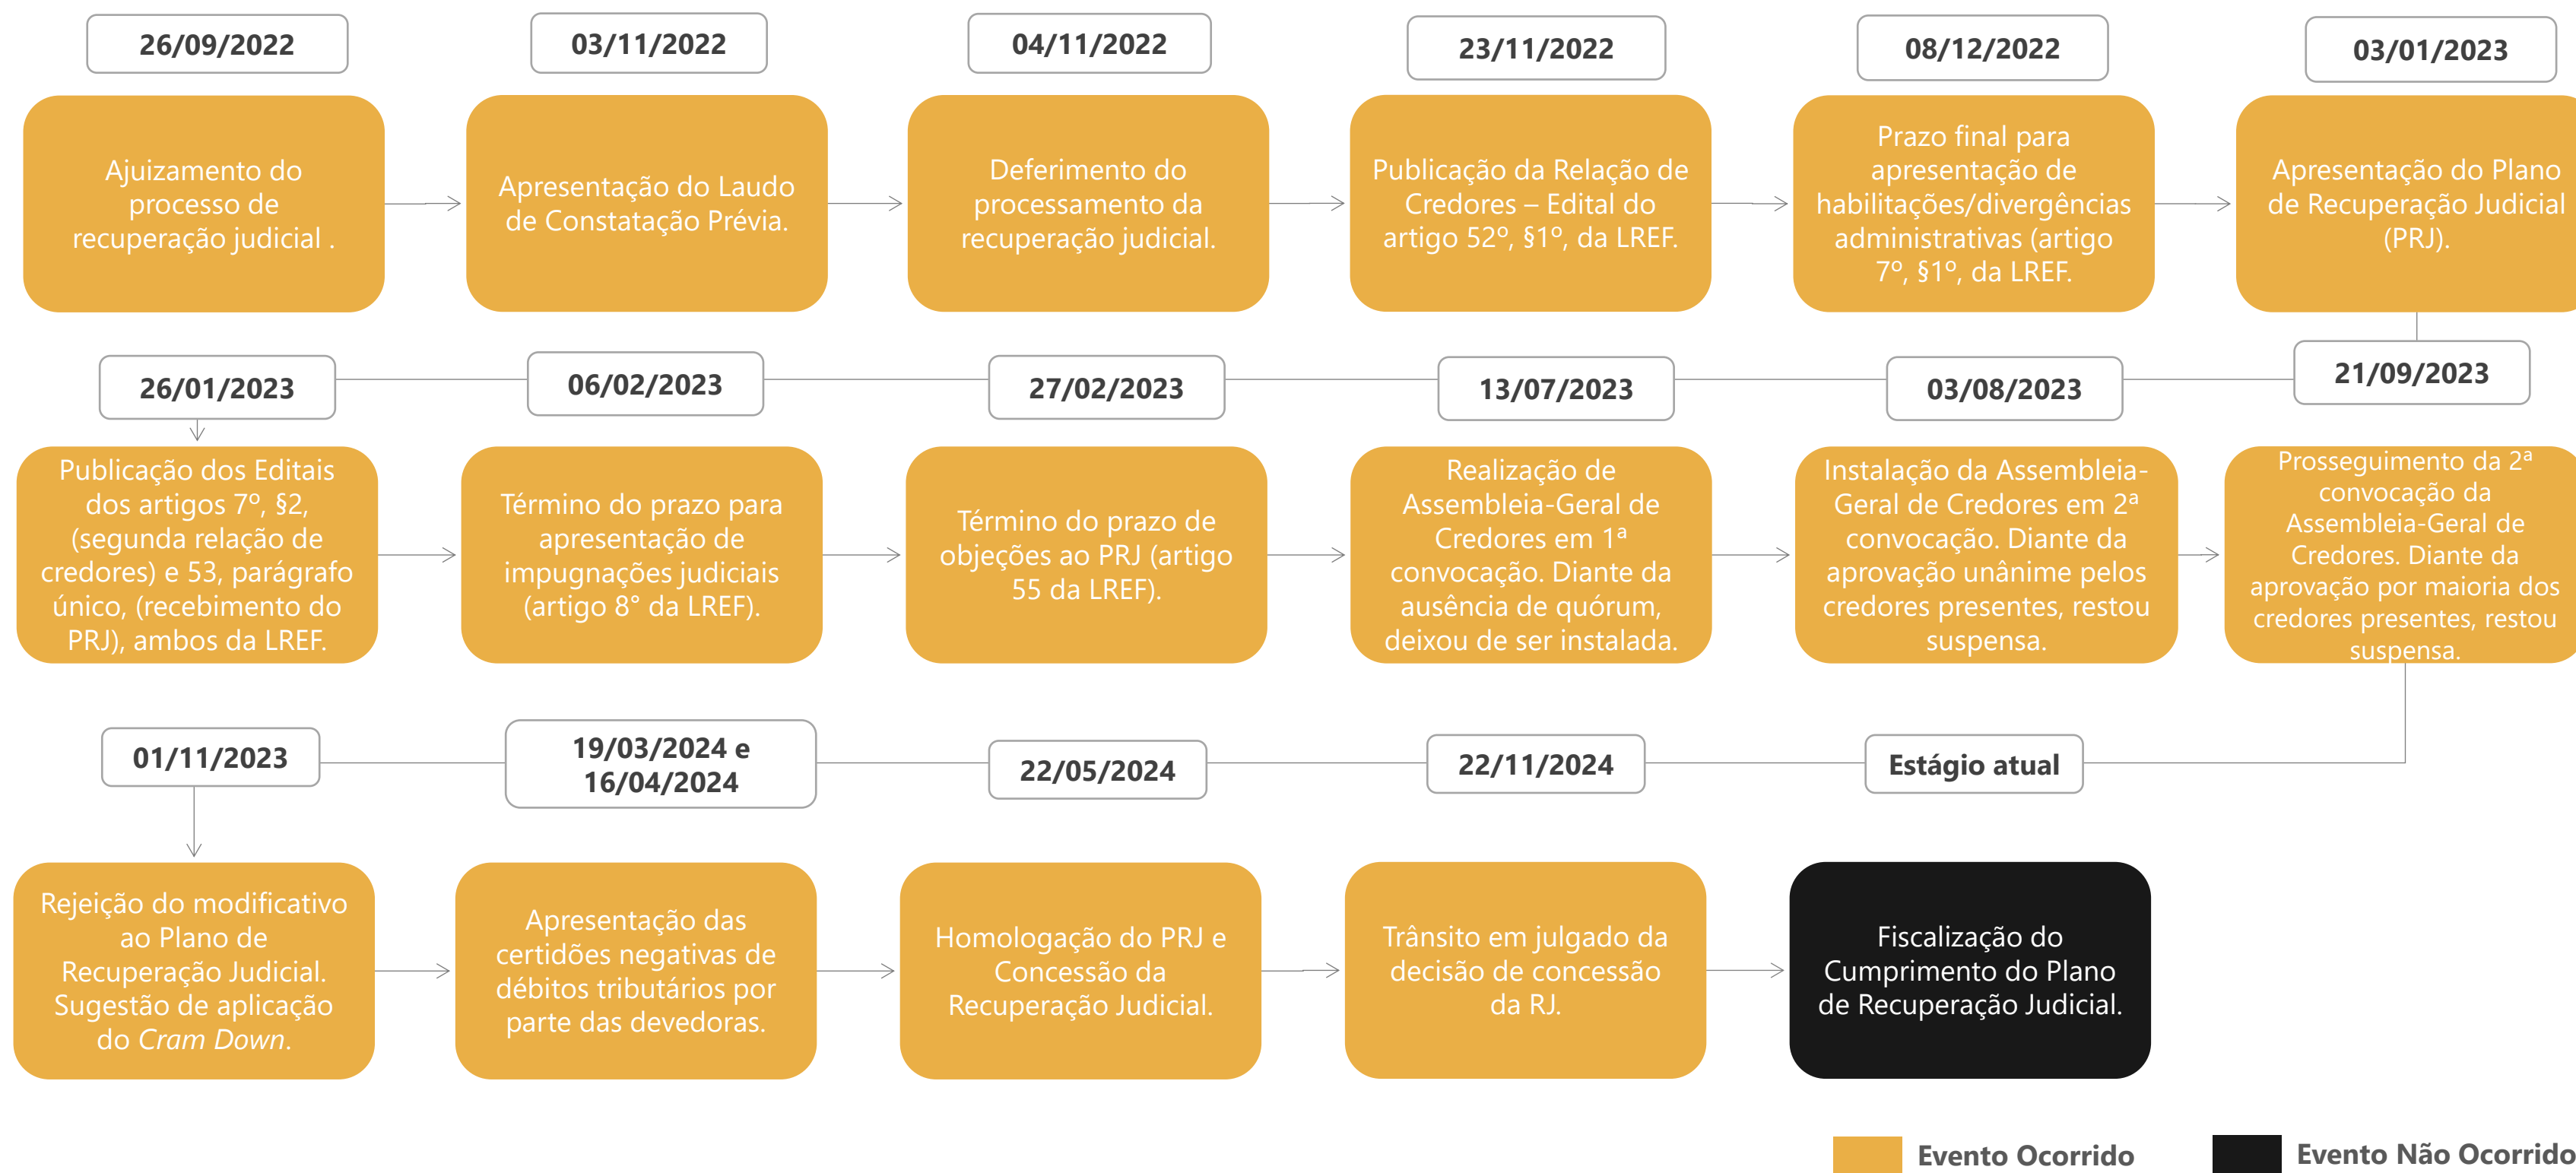 26/09/2022
Ajuizamento do
processo de
recuperação judicial .
03/11/2022
Apresentação do Laudo
de Constatação Prévia.
04/11/2022
Deferimento do
processamento da
recuperação judicial.
23/11/2022
Publicação da Relação de
Credores – Edital do
artigo 52º, §1º, da LREF.
08/12/2022
Prazo final para
apresentação de
habilitações/divergências
administrativas (artigo
7º, §1º, da LREF.
03/01/2023
Apresentação do Plano
de Recuperação Judicial
(PRJ).
26/01/2023
Publicação dos Editais
dos artigos 7º, §2,
(segunda relação de
credores) e 53, parágrafo
único, (recebimento do
PRJ), ambos da LREF.
06/02/2023
Término do prazo para
apresentação de
impugnações judiciais
(artigo 8° da LREF).
27/02/2023
Término do prazo de
objeções ao PRJ (artigo
55 da LREF).
13/07/2023
Realização de
Assembleia-Geral de
Credores em 1ª
convocação. Diante da
ausência de quórum,
deixou de ser instalada.
03/08/2023
Instalação da Assembleia-
Geral de Credores em 2ª
convocação. Diante da
aprovação unânime pelos
credores presentes, restou
suspensa.
21/09/2023
Prosseguimento da 2ª
convocação da
Assembleia-Geral de
Credores. Diante da
aprovação por maioria dos
credores presentes, restou
suspensa.
01/11/2023
Rejeição do modificativo
ao Plano de
Recuperação Judicial.
Sugestão de aplicação
do Cram Down.
19/03/2024 e
16/04/2024
Apresentação das
certidões negativas de
débitos tributários por
parte das devedoras.
22/05/2024
Homologação do PRJ e
Concessão da
Recuperação Judicial.
22/11/2024
Trânsito em julgado da
decisão de concessão
da RJ.
Estágio atual
Fiscalização do
Cumprimento do Plano
de Recuperação Judicial.
Evento Ocorrido
Evento Não Ocorrido